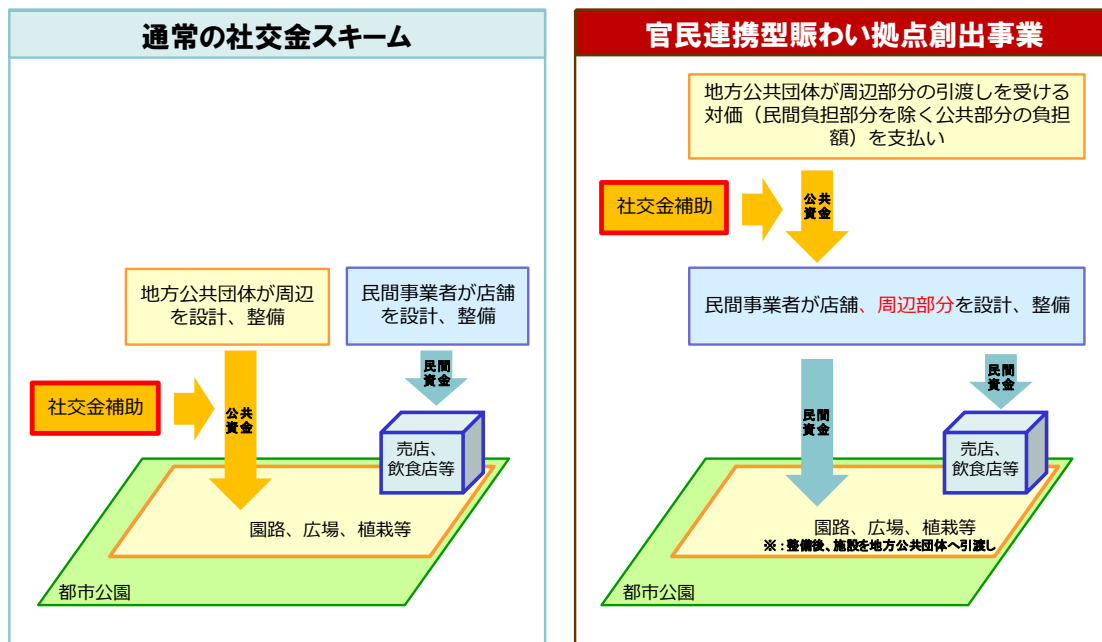 通常の社交金スキーム
地方公共団体が周辺
を設計、整備
民間事業者が店舗
を設計、整備
民間
資金
社交金補助
公共
資金
売店、
飲食店等
園路、広場、植栽等
都市公園
官民連携型賑わい拠点創出事業
地方公共団体が周辺部分の引渡しを受ける
対価（民間負担部分を除く公共部分の負担
額）を支払い
社交金補助
公共
資金
民間事業者が店舗、周辺部分を設計、整備
民間
資金
民間
資金
売店、
飲食店等
園路、広場、植栽等
※：整備後、施設を地方公共団体へ引渡し
都市公園